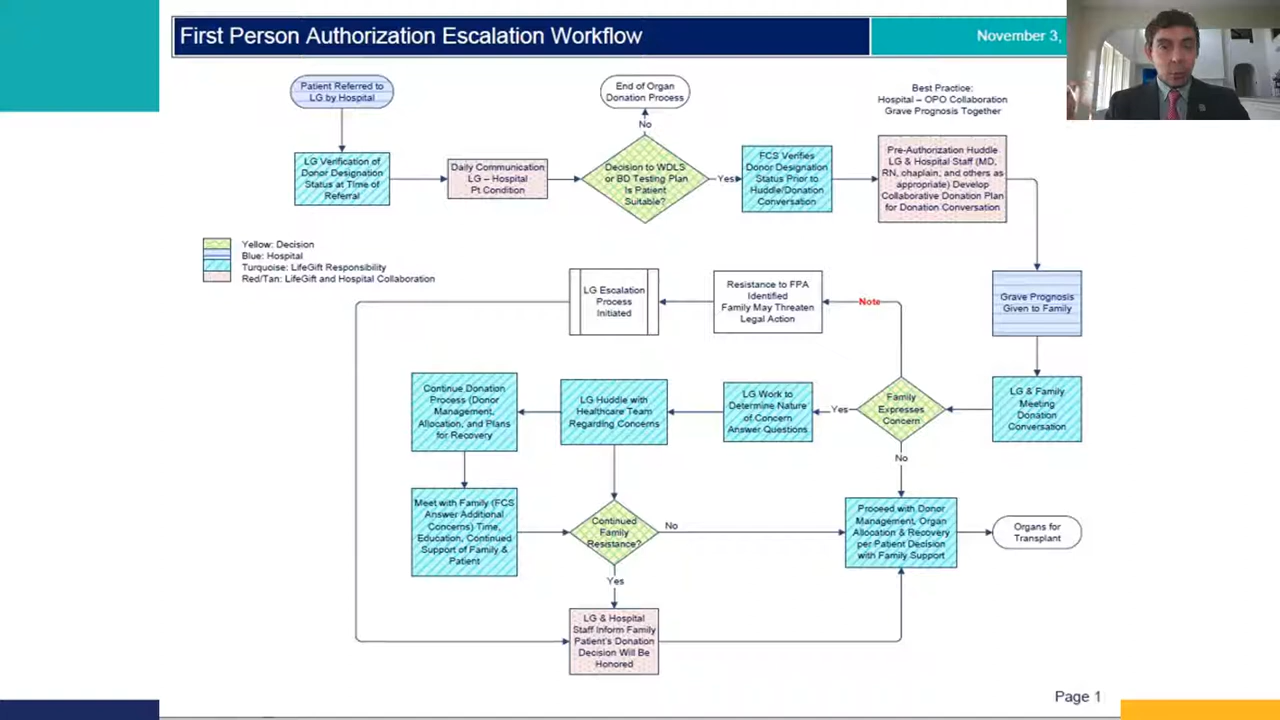 First Person Authorization Escalation Workflow
November 3,
Patient Referred to
LG by Hospital
End of Organ
Donation Process
Best Practice:
Hospital – OPO Collaboration
Grave Prognosis Together
No
LG Verification of
Donor Designation
Status at Time of
Referral
Daily Communication
LG – Hospital
Pt Condition
Decision to WDLS
or BD Testing Plan
Is Patient
Suitable?
Yes
FCS Verifies
Donor Designation
Status Prior to
Huddle/Donation
Conversation
Pre-Authorization Huddle
LG & Hospital Staff (MD,
RN, chaplain, and others as
appropriate) Develop
Collaborative Donation Plan
for Donation Conversation
Yellow: Decision
Blue: Hospital
Turquoise: LifeGift Responsibility
Red/Tan: LifeGift and Hospital Collaboration
LG Escalation
Process
Initiated
Resistance to FPA
Identified
Family May Threaten
Legal Action
Note
Grave Prognosis
Given to Family
Continue Donation
Process (Donor
Management,
Allocation, and Plans
for Recovery
LG Huddle with
Healthcare Team
Regarding Concerns
LG Work to
Determine Nature
of Concern
Answer Questions
Yes
Family
Expresses
Concern
LG & Family
Meeting
Donation
Conversation
No
Meet with Family (FCS
Answer Additional
Concerns) Time,
Education, Continued
Support of Family &
Patient
Continued
Family
Resistance?
No
Proceed with Donor
Management, Organ
Allocation & Recovery
per Patient Decision
with Family Support
Organs for
Transplant
Yes
LG & Hospital
Staff Inform Family
Patient's Donation
Decision Will Be
Honored
Page 1